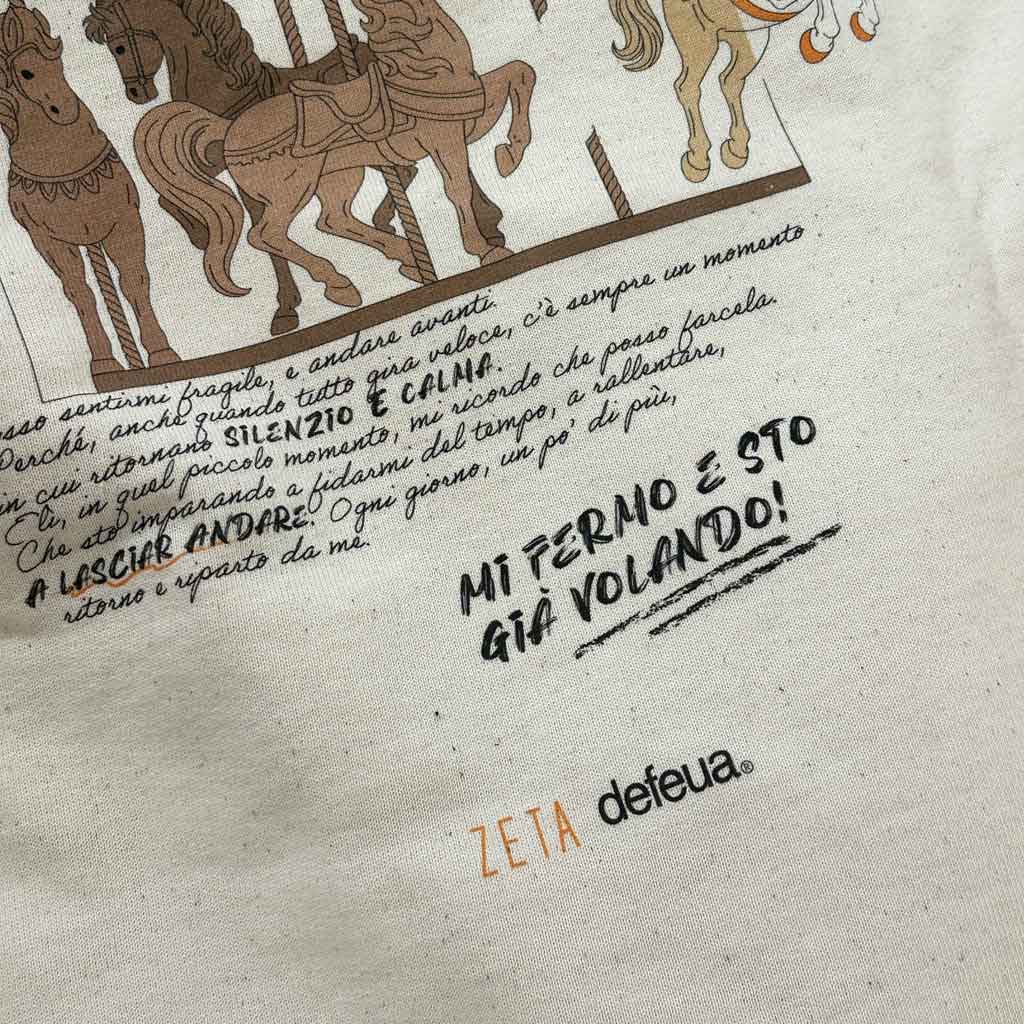 sentirmi fragile, e andare avanti.
Perché, anche quando tutto gira veloce, c'è sempre un momento
in cui ritornano SILENZIO E CALMA.
E lì, in quel piccolo momento, mi ricordo che posso farcela.
Che sto imparando a fidarmi del tempo, a rallentare,
A LASCIAR ANDARE. Ogni giorno, un po' di più,
ritorno e riparto da me.
MI FERMO E STO
GIÀ VOLANDO!
ZETA defeua®